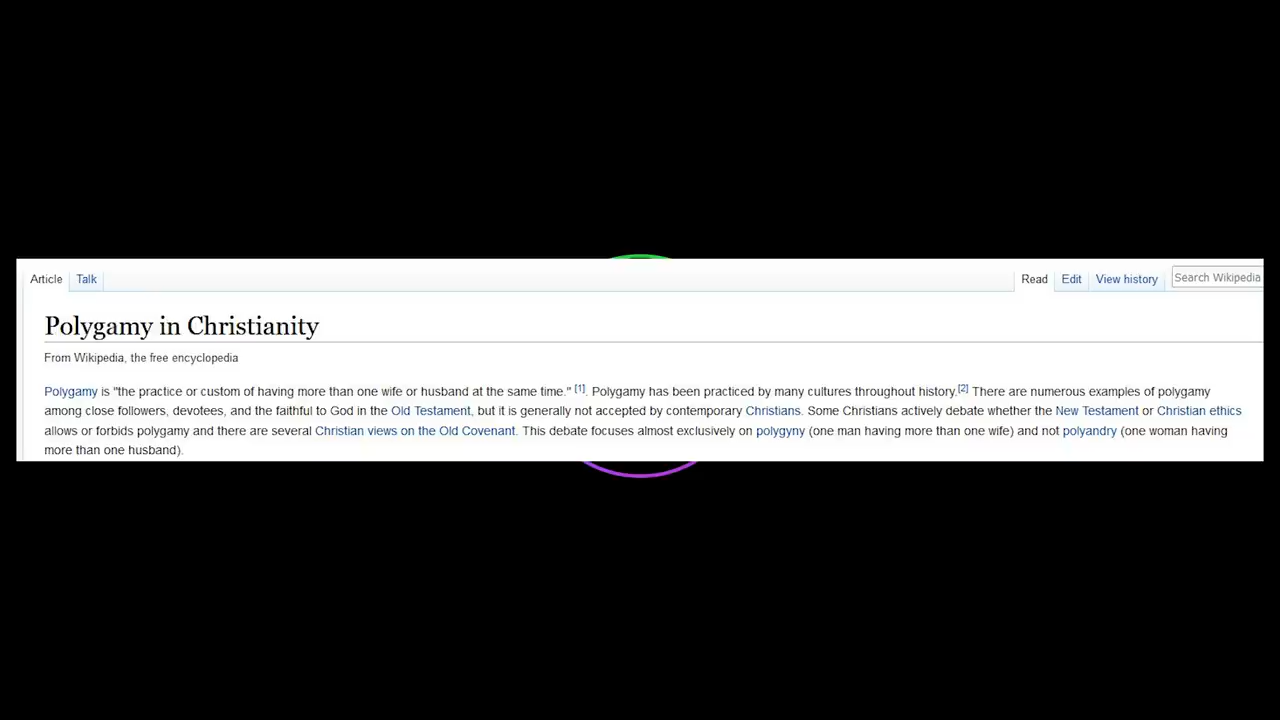 Article Talk Read Edit View history Search Wikipedia
Polygamy in Christianity
From Wikipedia, the free encyclopedia
Polygamy is "the practice or custom of having more than one wife or husband at the same time." [1]. Polygamy has been practiced by many cultures throughout history.[2] There are numerous examples of polygamy
among close followers, devotees, and the faithful to God in the Old Testament, but it is generally not accepted by contemporary Christians. Some Christians actively debate whether the New Testament or Christian ethics
allows or forbids polygamy and there are several Christian views on the Old Covenant. This debate focuses almost exclusively on polygyny (one man having more than one wife) and not polyandry (one woman having
more than one husband).